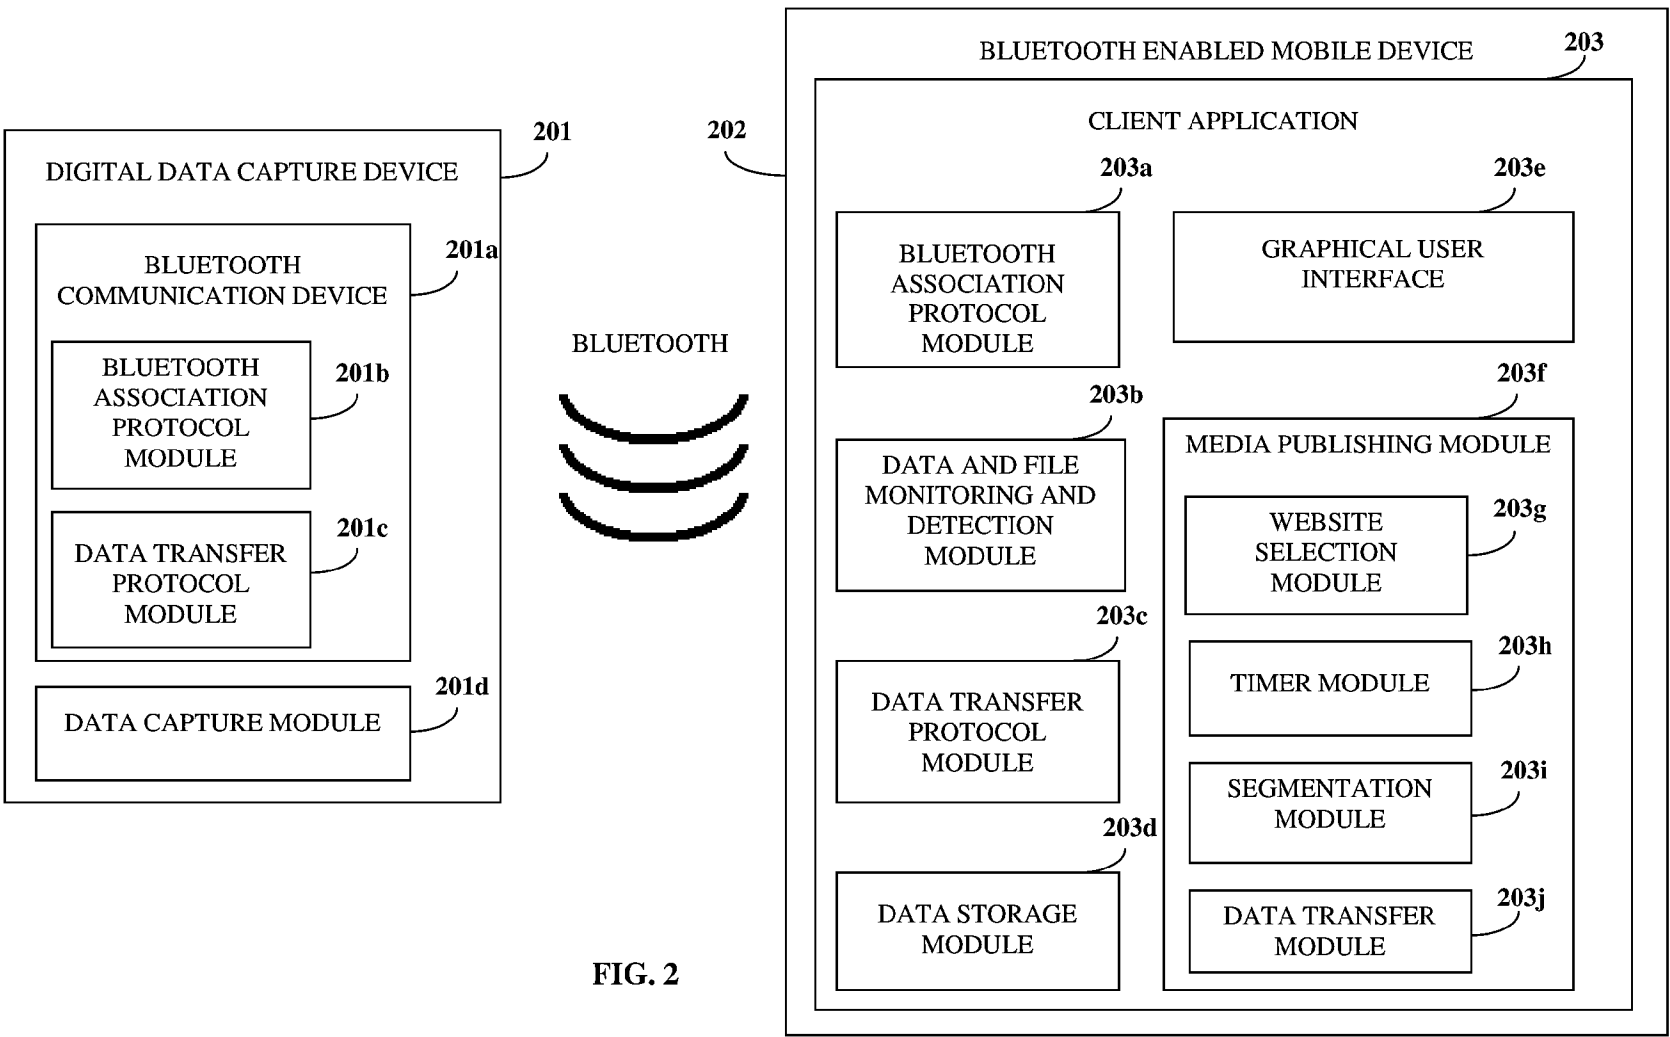 201
DIGITAL DATA CAPTURE DEVICE
201a
BLUETOOTH
COMMUNICATION DEVICE
201b
BLUETOOTH
ASSOCIATION
PROTOCOL
MODULE
201c
DATA TRANSFER
PROTOCOL
MODULE
201d
DATA CAPTURE MODULE
BLUETOOTH
202
BLUETOOTH ENABLED MOBILE DEVICE
203
CLIENT APPLICATION
203a
BLUETOOTH
ASSOCIATION
PROTOCOL
MODULE
203b
DATA AND FILE
MONITORING AND
DETECTION
MODULE
203c
DATA TRANSFER
PROTOCOL
MODULE
203d
DATA STORAGE
MODULE
203e
GRAPHICAL USER
INTERFACE
203f
MEDIA PUBLISHING MODULE
203g
WEBSITE
SELECTION
MODULE
203h
TIMER MODULE
203i
SEGMENTATION
MODULE
203j
DATA TRANSFER
MODULE
FIG. 2